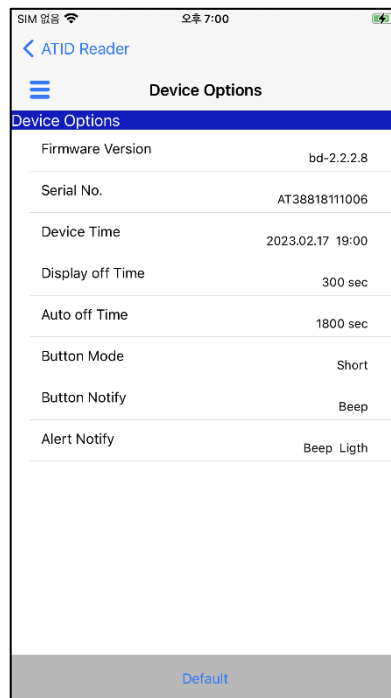 SIM 없음 오후 7:00
ATID Reader
Device Options
Device Options
Firmware Version bd-2.2.2.8
Serial No. AT38818111006
Device Time 2023.02.17 19:00
Display off Time 300 sec
Auto off Time 1800 sec
Button Mode Short
Button Notify Beep
Alert Notify Beep Ligth
Default